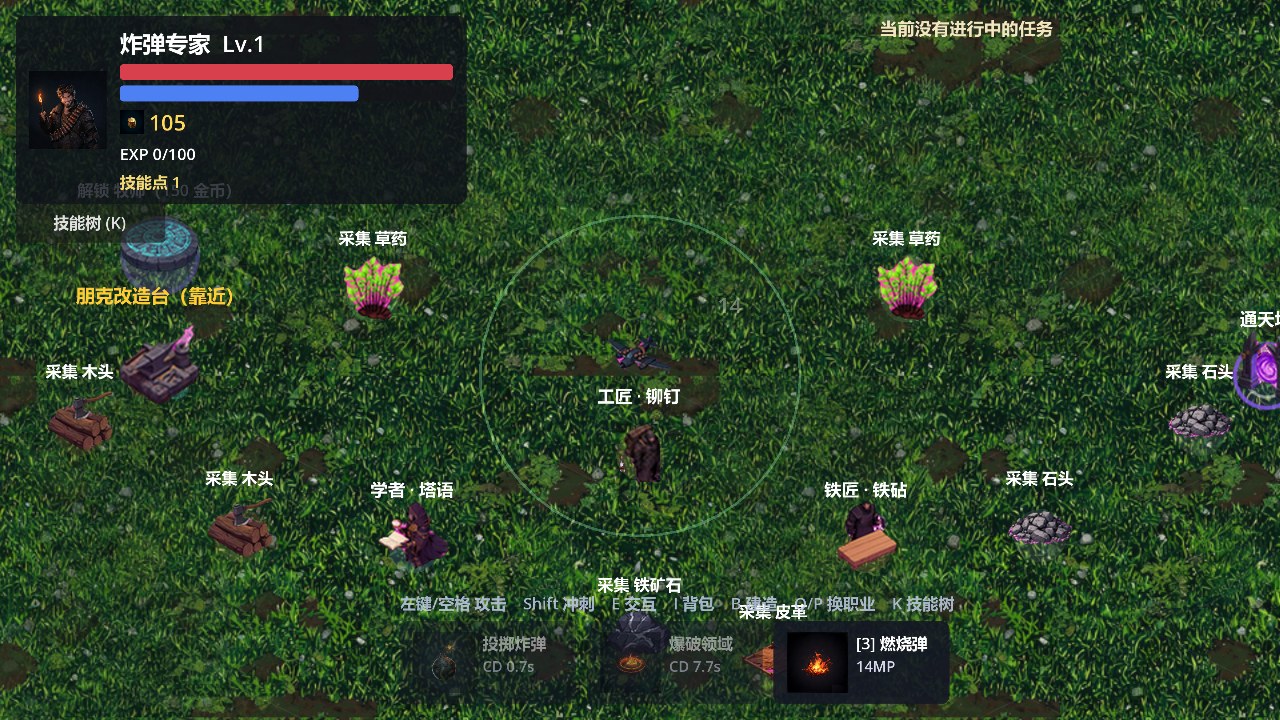 炸弹专家 Lv.1
当前没有进行中的任务
105
EXP 0/100
技能点 1
解锁 牧师 (150 金币)
技能树 (K)
采集 草药
采集 草药
朋克改造台（靠近）
14
通天塔
采集 木头
采集 石头
工匠 · 铆钉
采集 木头
学者 · 塔语
铁匠 · 铁砧
采集 石头
采集 铁矿石
左键/空格 攻击 Shift 冲刺 E 交互 I 背包 B 建造 O/P 换职业 K 技能树
采集 皮革
投掷炸弹
CD 0.7s
爆破领域
CD 7.7s
[3] 燃烧弹
14MP